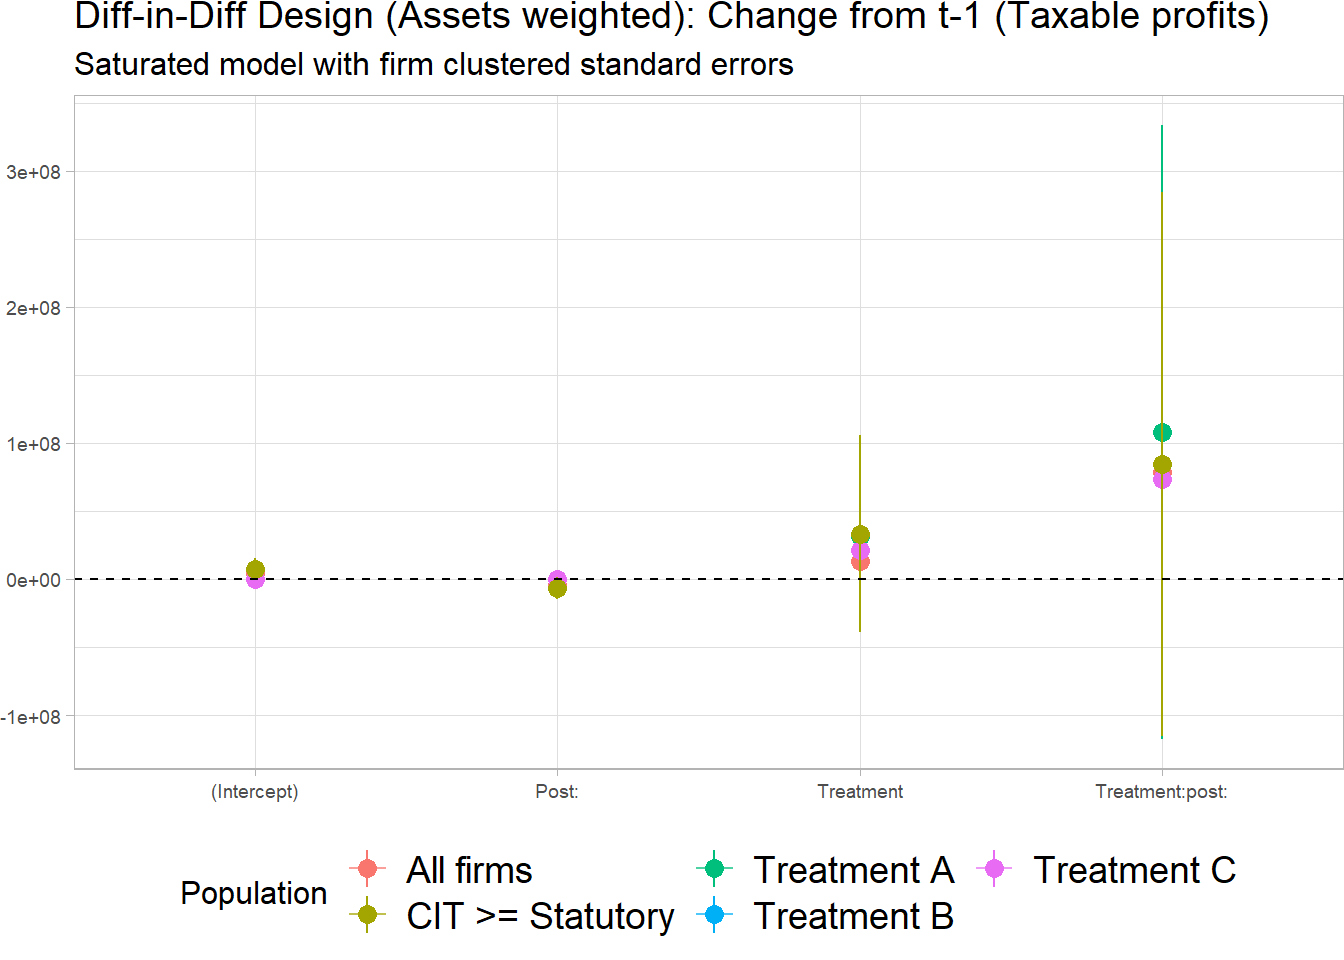 Diff-in-Diff Design (Assets weighted): Change from t-1 (Taxable profits)
Saturated model with firm clustered standard errors
3e+08
2e+08
1e+08
0e+00
-1e+08
(Intercept) Post: Treatment Treatment:post:
Population
All firms Treatment A Treatment C
CIT >= Statutory Treatment B